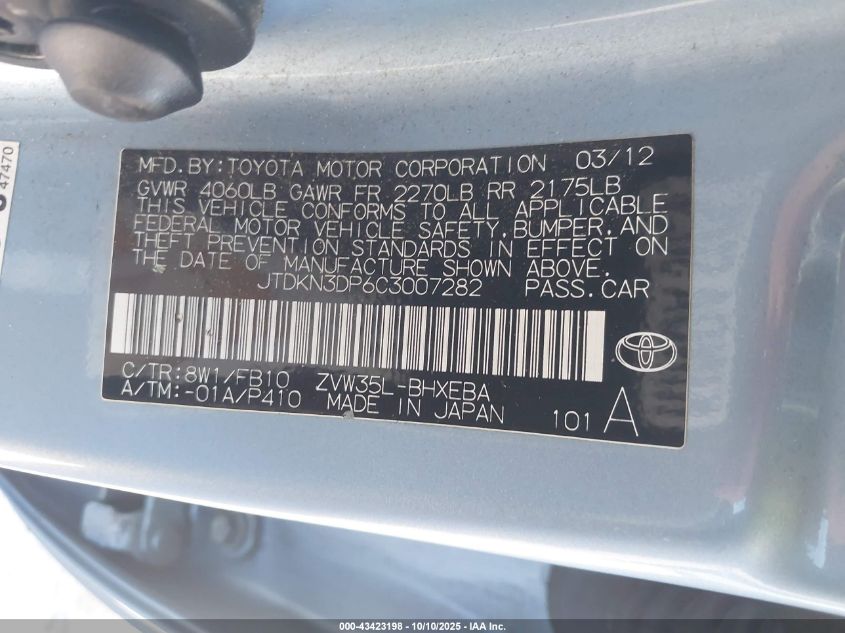 47470
MFD.BY:TOYOTA MOTOR CORPORATION 03/12
GVWR 4060LB GAWR FR 2270LB RR 2175LB
THIS VEHICLE CONFORMS TO ALL APPLICABLE
FEDERAL MOTOR VEHICLE SAFETY,BUMPER,AND
THEFT PREVENTION STANDARDS IN EFFECT ON
THE DATE OF MANUFACTURE SHOWN ABOVE.
JTDKN3DP6C3007282 PASS.CAR
C/TR:8W1/FB10 ZVW35L-BHXEBA
A/TM:-01A/P410 MADE IN JAPAN 101 A
000-43423198 - 10/10/2025 - IAA Inc.